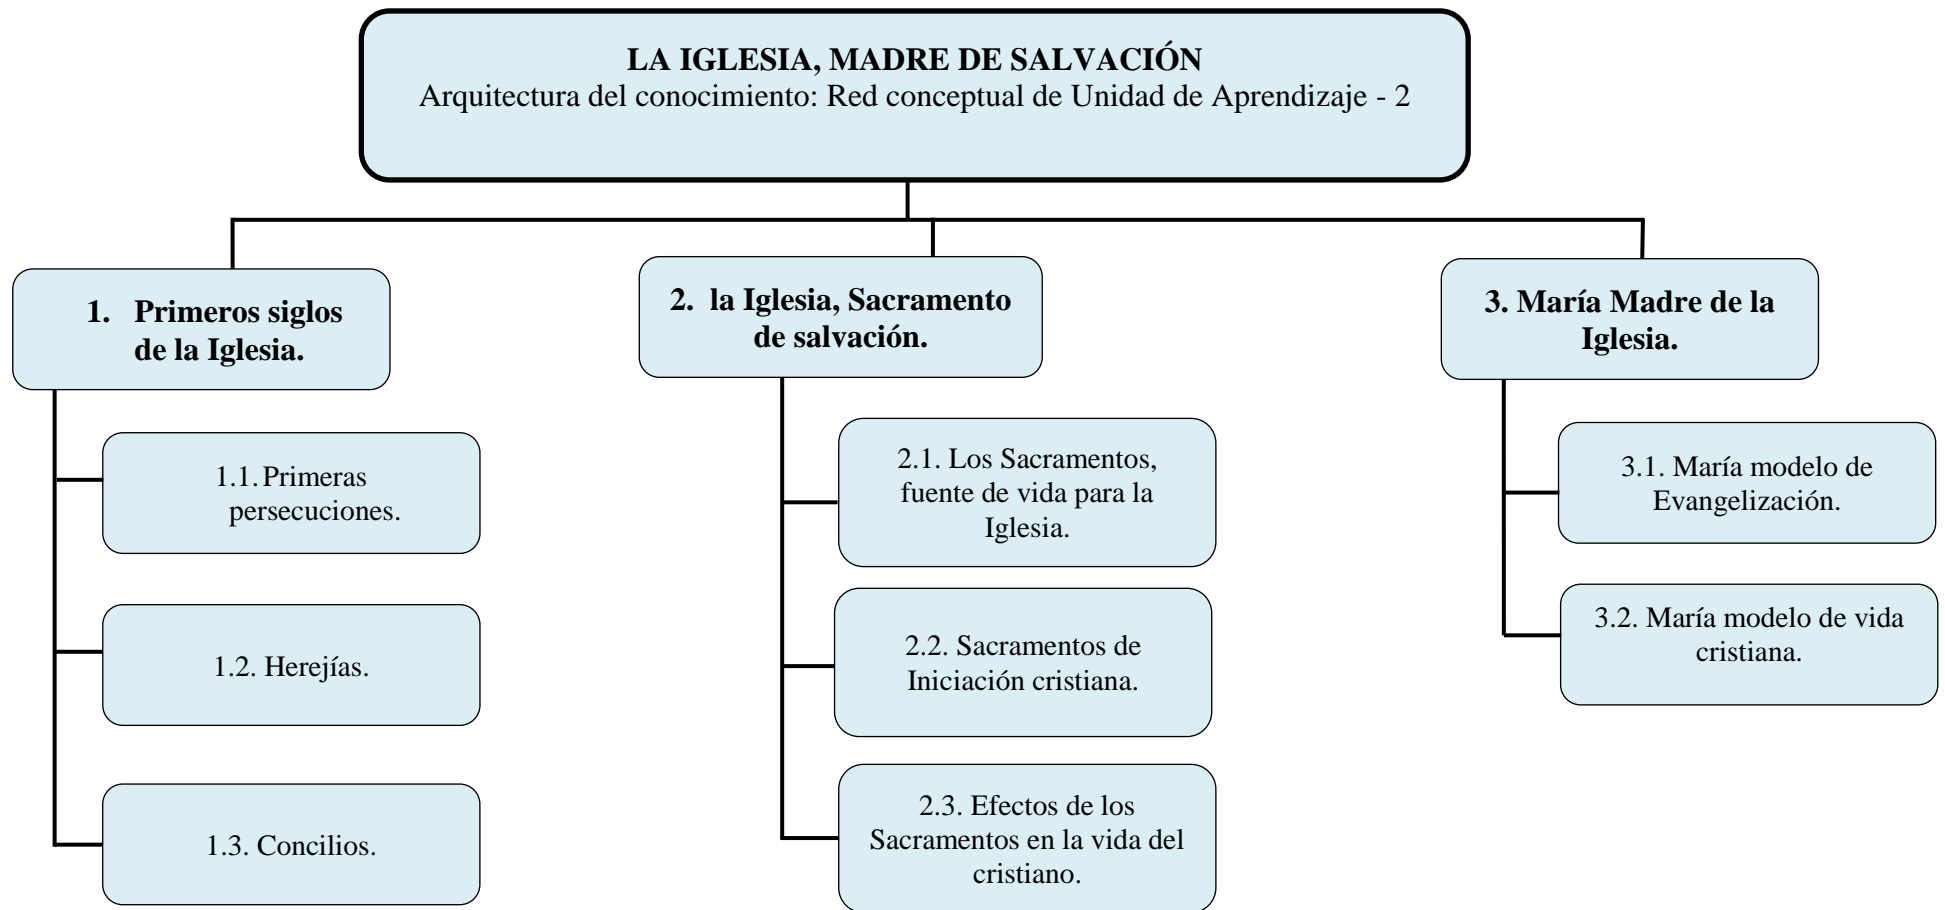 LA IGLESIA, MADRE DE SALVACIÓN
Arquitectura del conocimiento: Red conceptual de Unidad de Aprendizaje - 2
1. Primeros siglos
de la Iglesia.
1.1. Primeras
persecuciones.
1.2. Herejías.
1.3. Concilios.
2. la Iglesia, Sacramento
de salvación.
2.1. Los Sacramentos,
fuente de vida para la
Iglesia.
2.2. Sacramentos de
Iniciación cristiana.
2.3. Efectos de los
Sacramentos en la vida del
cristiano.
3. María Madre de la
Iglesia.
3.1. María modelo de
Evangelización.
3.2. María modelo de vida
cristiana.